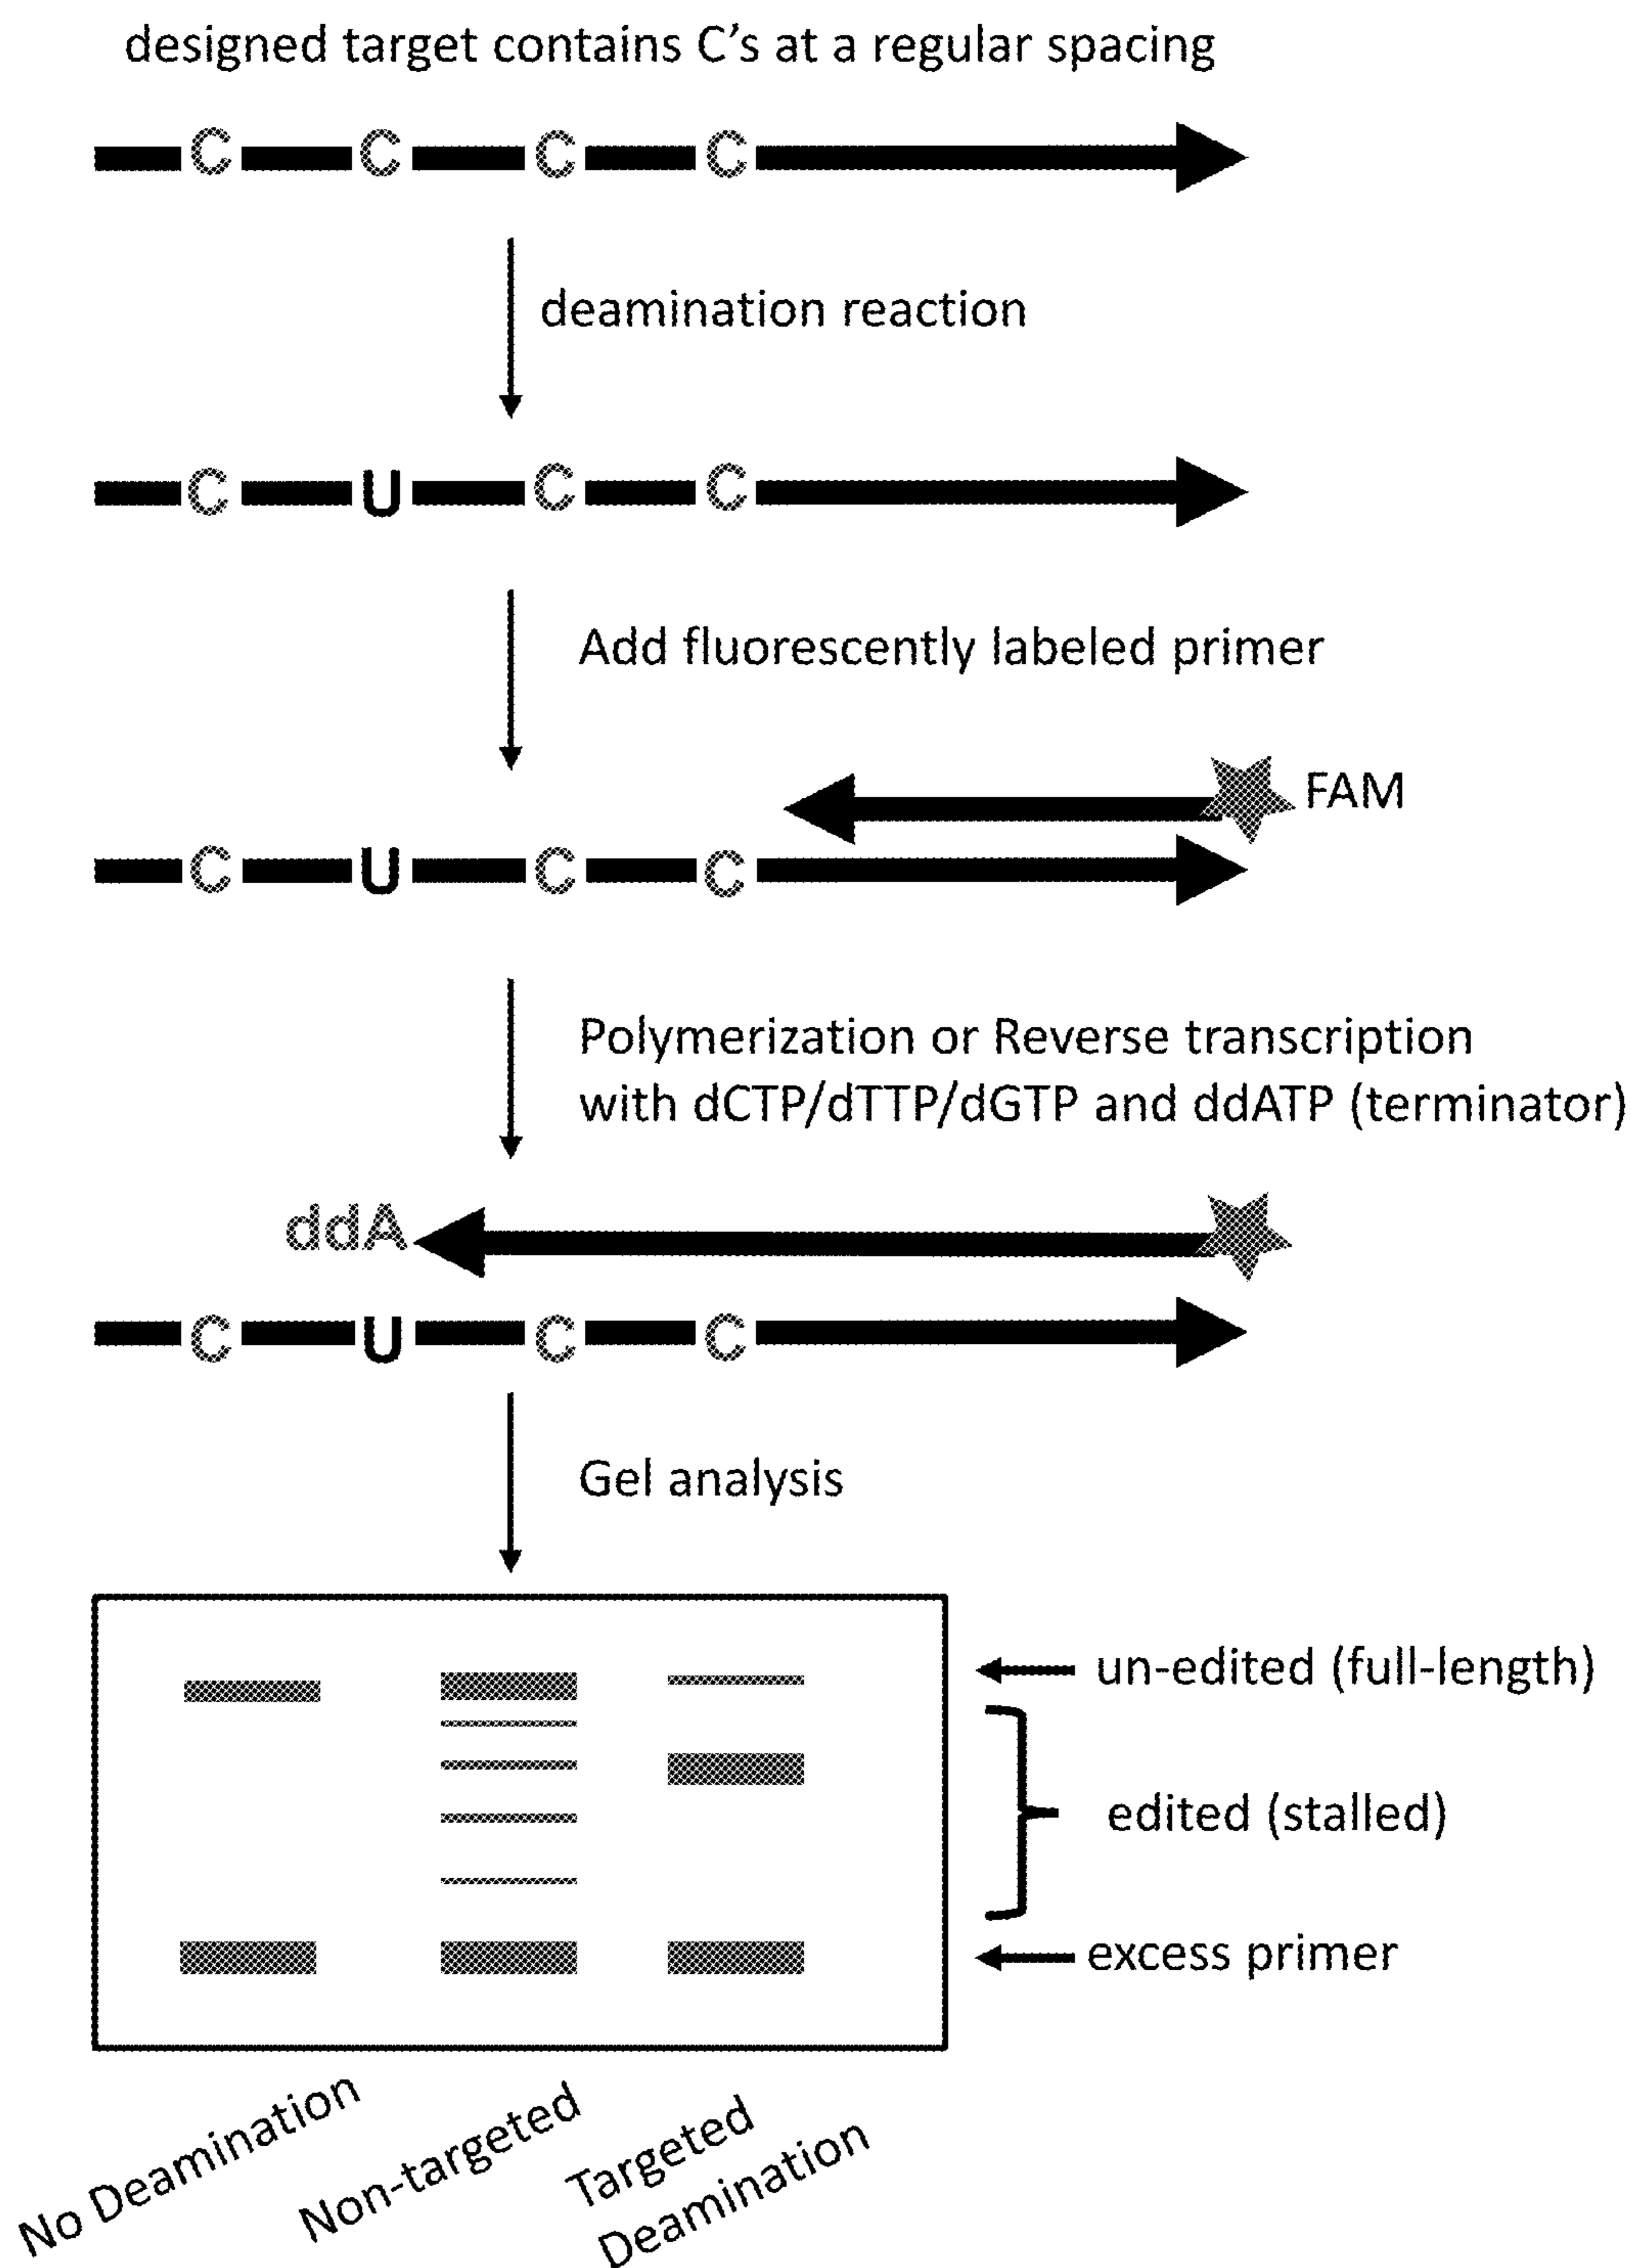 designed target contains C's at a regular spacing
C C C C
deamination reaction
C U C C
Add fluorescently labeled primer
FAM
C U C C
Polymerization or Reverse transcription
with dCTP/dTTP/dGTP and ddATP (terminator)
ddA
C U C C
Gel analysis
un-edited (full-length)
edited (stalled)
excess primer
No Deamination
Non-targeted
Targeted
Deamination